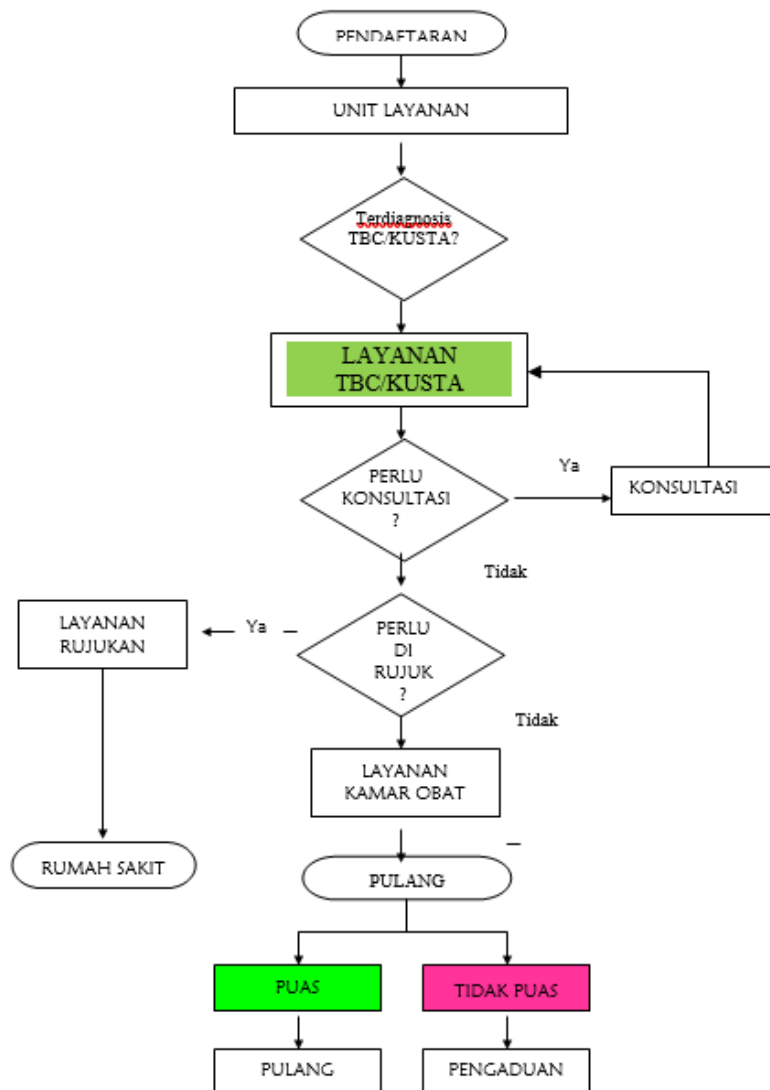 PENDAFTARAN
UNIT LAYANAN
Terdiagnosis
TBC/KUSTA?
LAYANAN
TBC/KUSTA
PERLU
KONSULTASI
?
Ya
KONSULTASI
Tidak
PERLU
DI
RUJUK
?
Ya
LAYANAN
RUJUKAN
Tidak
LAYANAN
KAMAR OBAT
RUMAH SAKIT
PULANG
PUAS
TIDAK PUAS
PULANG
PENGADUAN